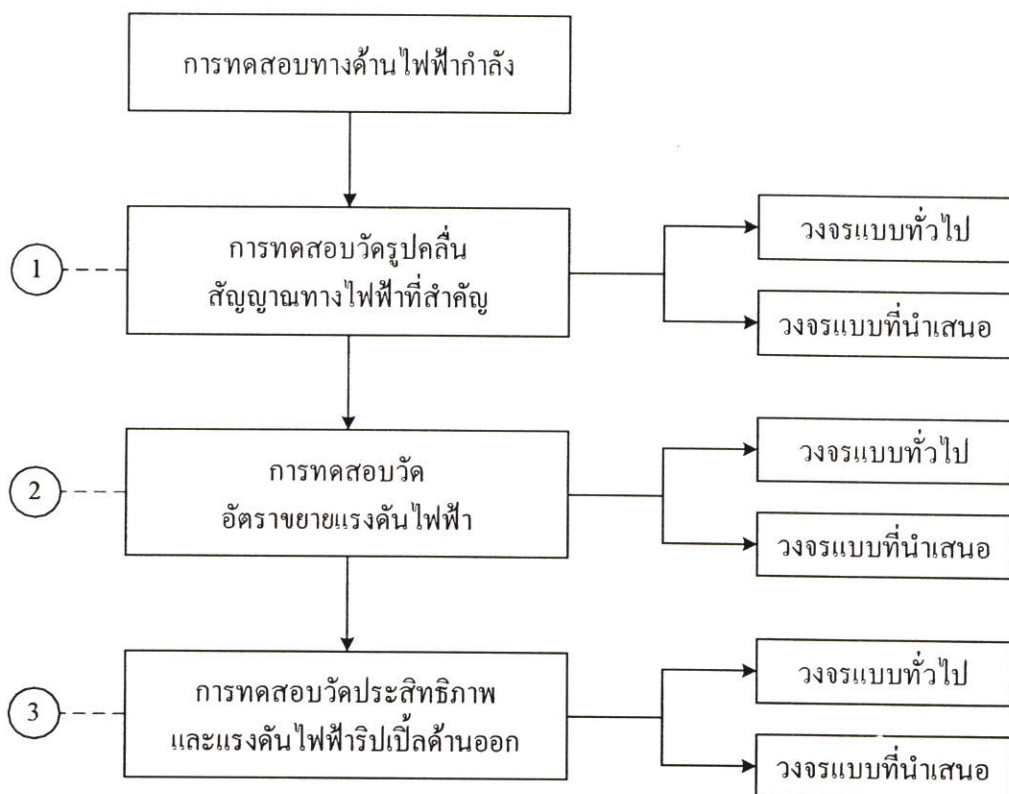 การทดสอบทางด้านไฟฟ้ากำลัง
1
การทดสอบวัดรูปคลื่น
สัญญาณทางไฟฟ้าที่สำคัญ
วงจรแบบทั่วไป
วงจรแบบที่นำเสนอ
2
การทดสอบวัด
อัตราขยายแรงดันไฟฟ้า
วงจรแบบทั่วไป
วงจรแบบที่นำเสนอ
3
การทดสอบวัดประสิทธิภาพ
และแรงดันไฟฟ้าริปเปิ้ลด้านออก
วงจรแบบทั่วไป
วงจรแบบที่นำเสนอ